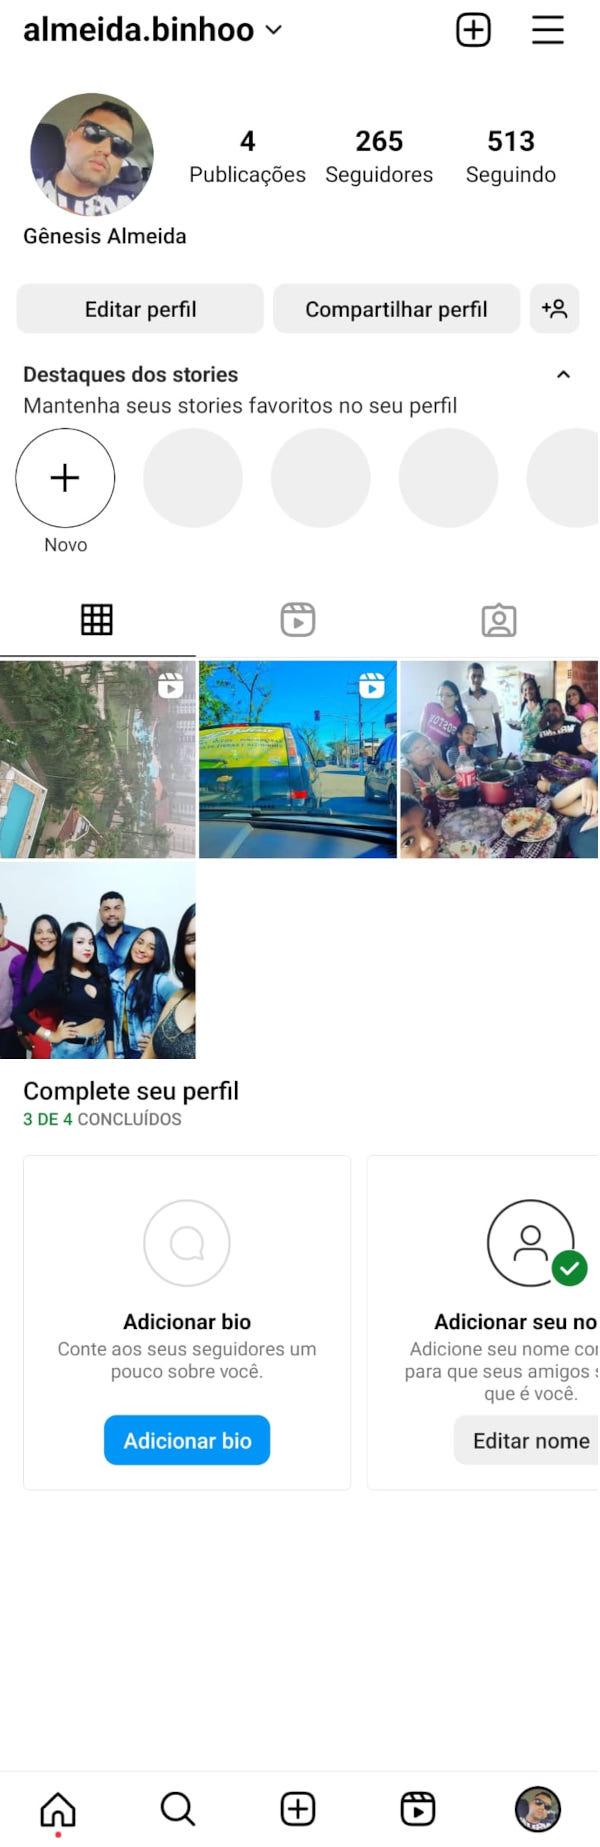 almeida.binhoo
4
265
513
Publicações
Seguidores
Seguindo
Gênesis Almeida
Editar perfil
Compartilhar perfil
Destaques dos stories
Mantenha seus stories favoritos no seu perfil
Novo
Complete seu perfil
3 DE 4 CONCLUÍDOS
Adicionar bio
Conte aos seus seguidores um
pouco sobre você.
Adicionar bio
Adicionar seu no
Adicione seu nome co
para que seus amigos s
que é você.
Editar nome